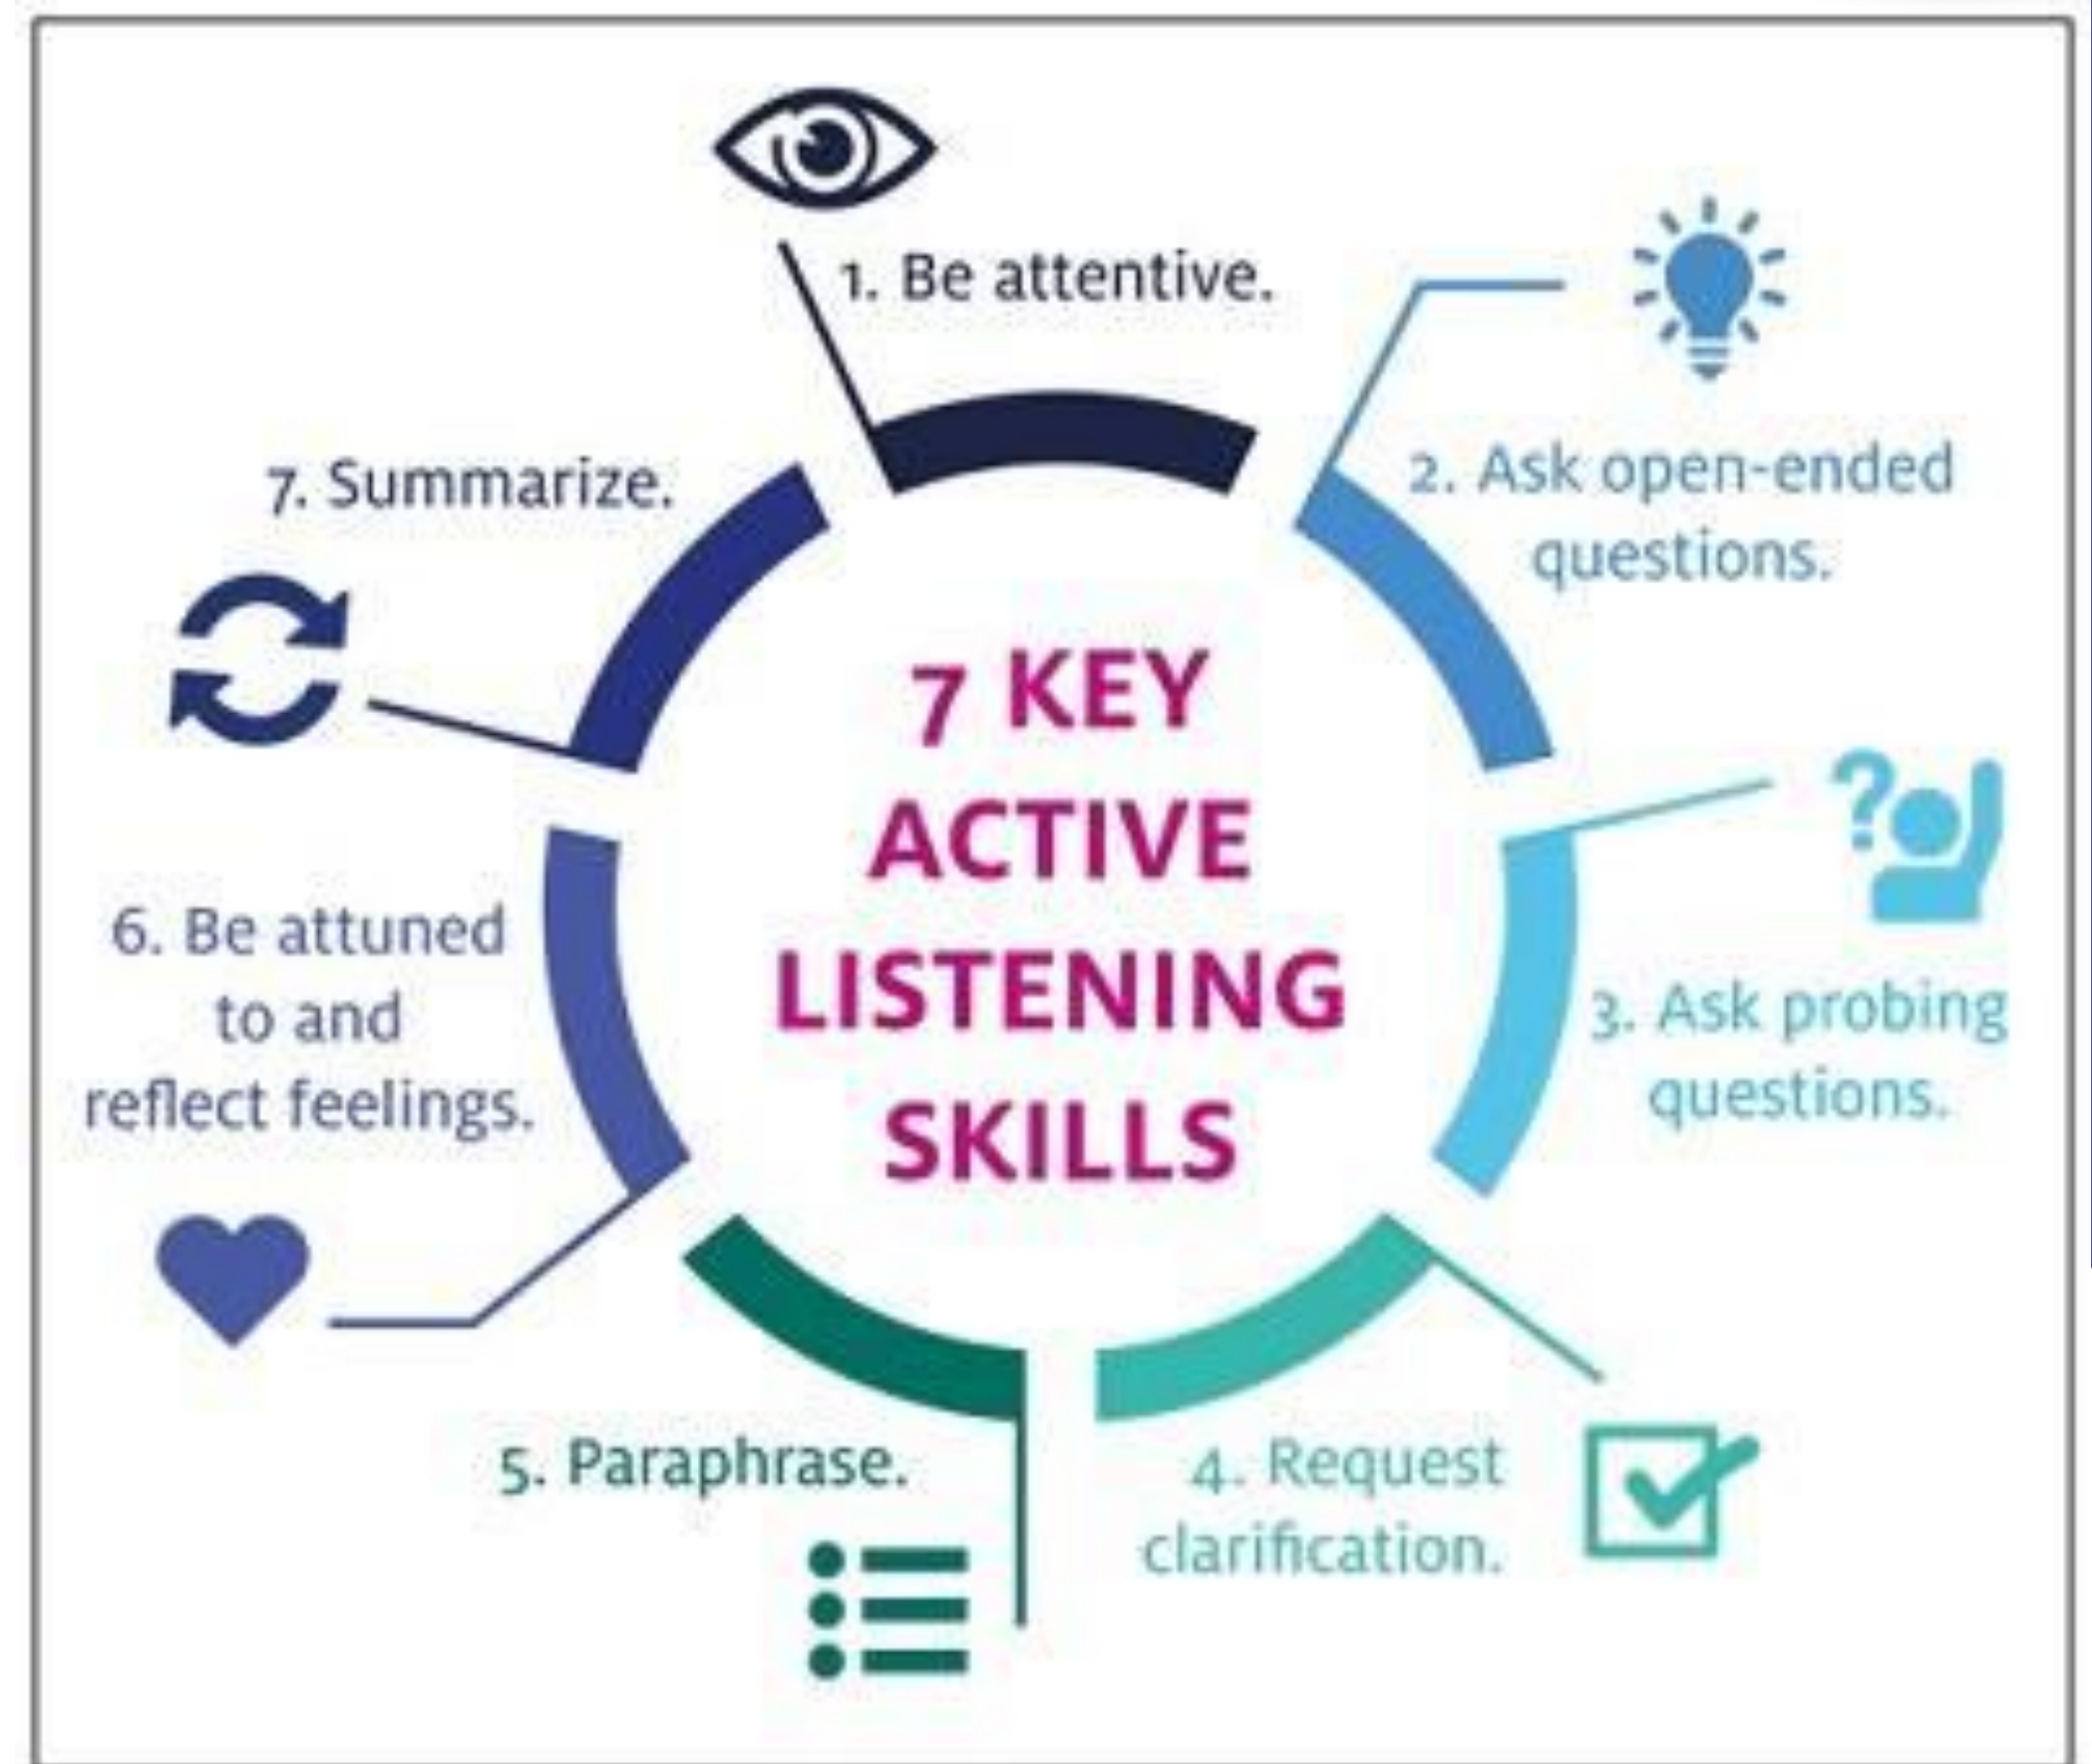 7 KEY
ACTIVE
LISTENING
SKILLS
1. Be attentive.
2. Ask open-ended
questions.
3. Ask probing
questions.
4. Request
clarification.
5. Paraphrase.
6. Be attuned
to and
reflect feelings.
7. Summarize.